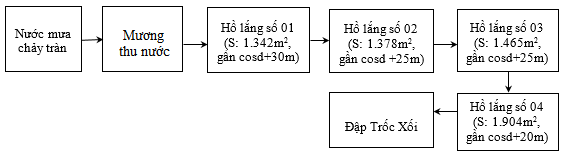 Nước mưa
chảy tràn
Mương
thu nước
Hồ lắng số 01
(S: 1.342m²,
gần cosd+30m)
Hồ lắng số 02
(S: 1.378m²,
gần cosd +25m)
Hồ lắng số 03
(S: 1.465m²,
gần cosd+25m)
Hồ lắng số 04
(S: 1.904m²,
gần cosd+20m)
Đập Trốc Xối